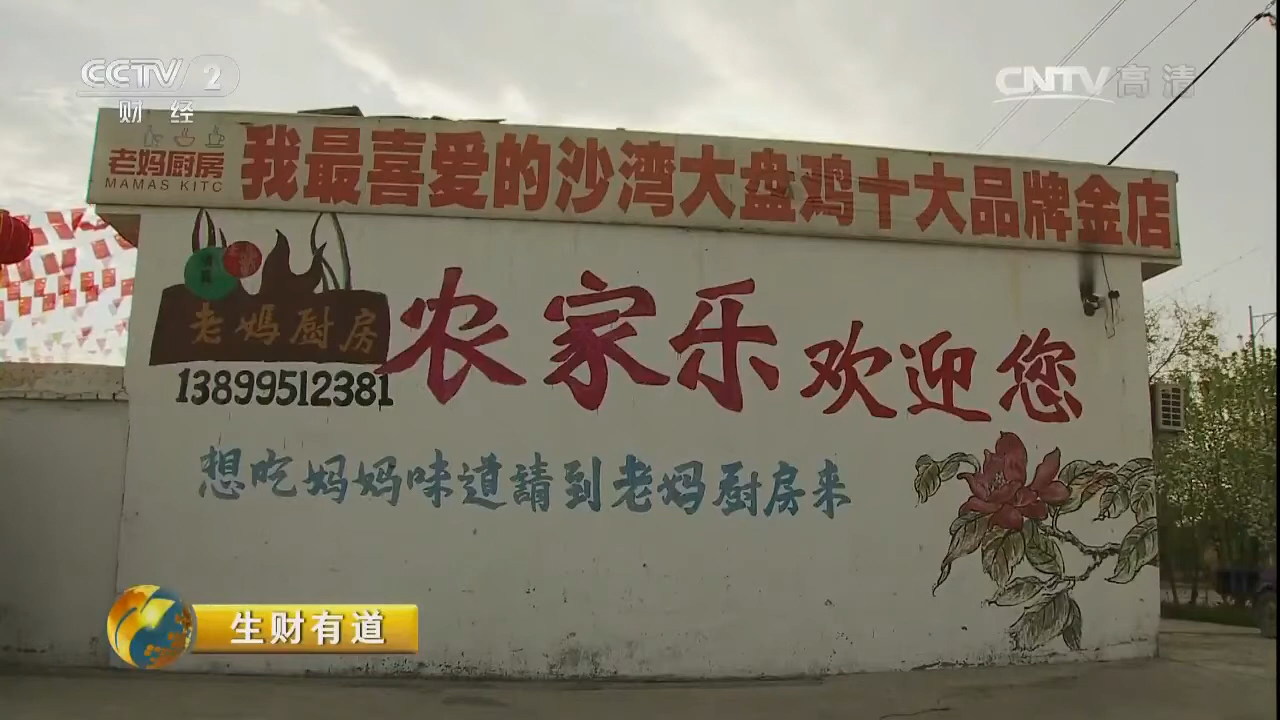 CCTV 2
财经
CNTV高清
老妈厨房
MAMAS KITC
我最喜爱的沙湾大盘鸡十大品牌金店
老妈厨房
13899512381
农家乐欢迎您
想吃妈妈味道請到老妈厨房来
生财有道